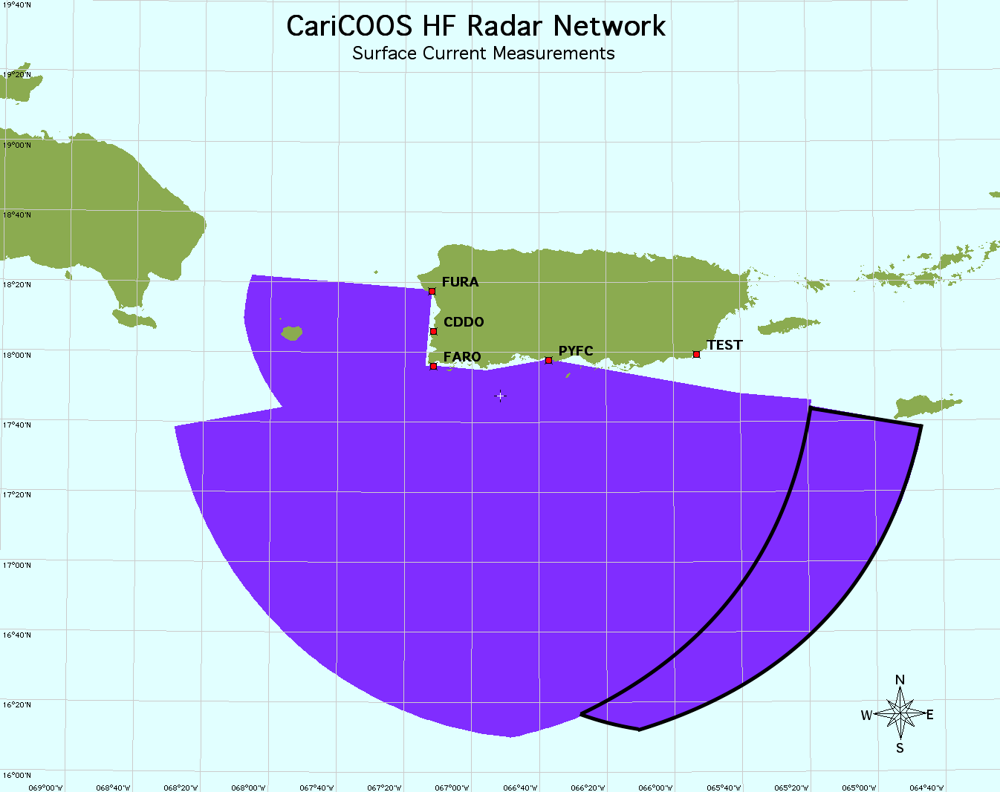 19°40'N
CariCOOS HF Radar Network
Surface Current Measurements
19°20'N
19°00'N
18°40'N
18°20'N
FURA
CDDO
TEST
PYFC
18°00'N
FARO
17°40'N
17°20'N
17°00'N
16°40'N
N
16°20'N
W E
S
16°00'N
069°00'W 068°40'W 068°20'W 068°00'W 067°40'W 067°20'W 067°00'W 066°40'W 066°20'W 066°00'W 065°40'W 065°20'W 065°00'W 064°40'W